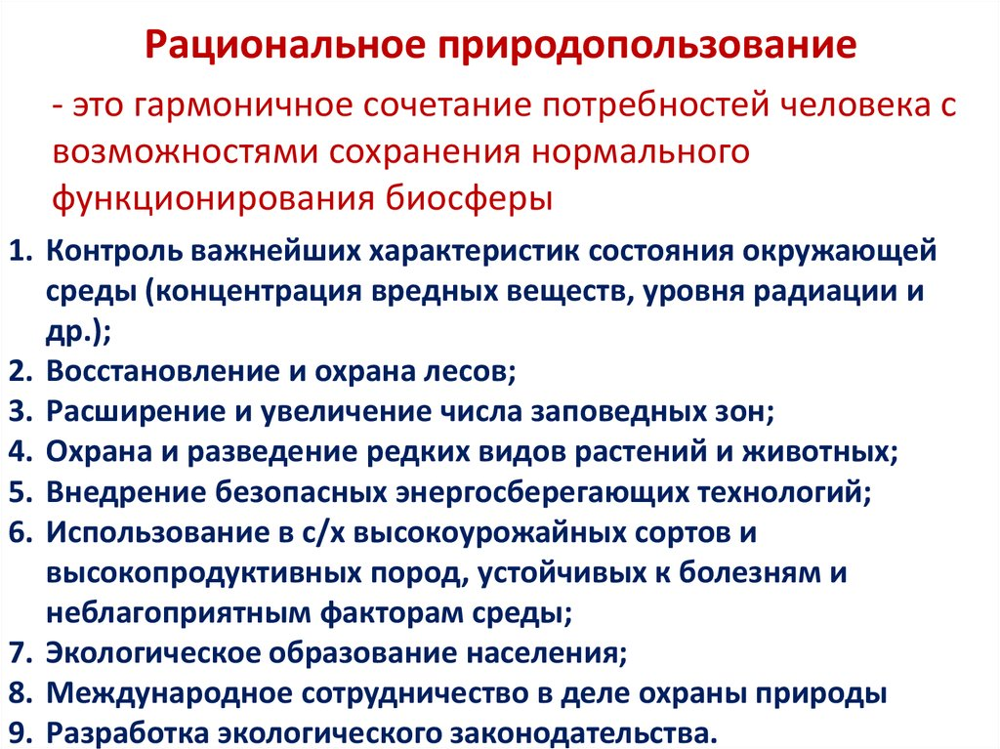 Рациональное природопользование
- это гармоничное сочетание потребностей человека с
возможностями сохранения нормального
функционирования биосферы
1. Контроль важнейших характеристик состояния окружающей
среды (концентрация вредных веществ, уровня радиации и
др.);
2. Восстановление и охрана лесов;
3. Расширение и увеличение числа заповедных зон;
4. Охрана и разведение редких видов растений и животных;
5. Внедрение безопасных энергосберегающих технологий;
6. Использование в с/х высокоурожайных сортов и
высокопродуктивных пород, устойчивых к болезням и
неблагоприятным факторам среды;
7. Экологическое образование населения;
8. Международное сотрудничество в деле охраны природы
9. Разработка экологического законодательства.